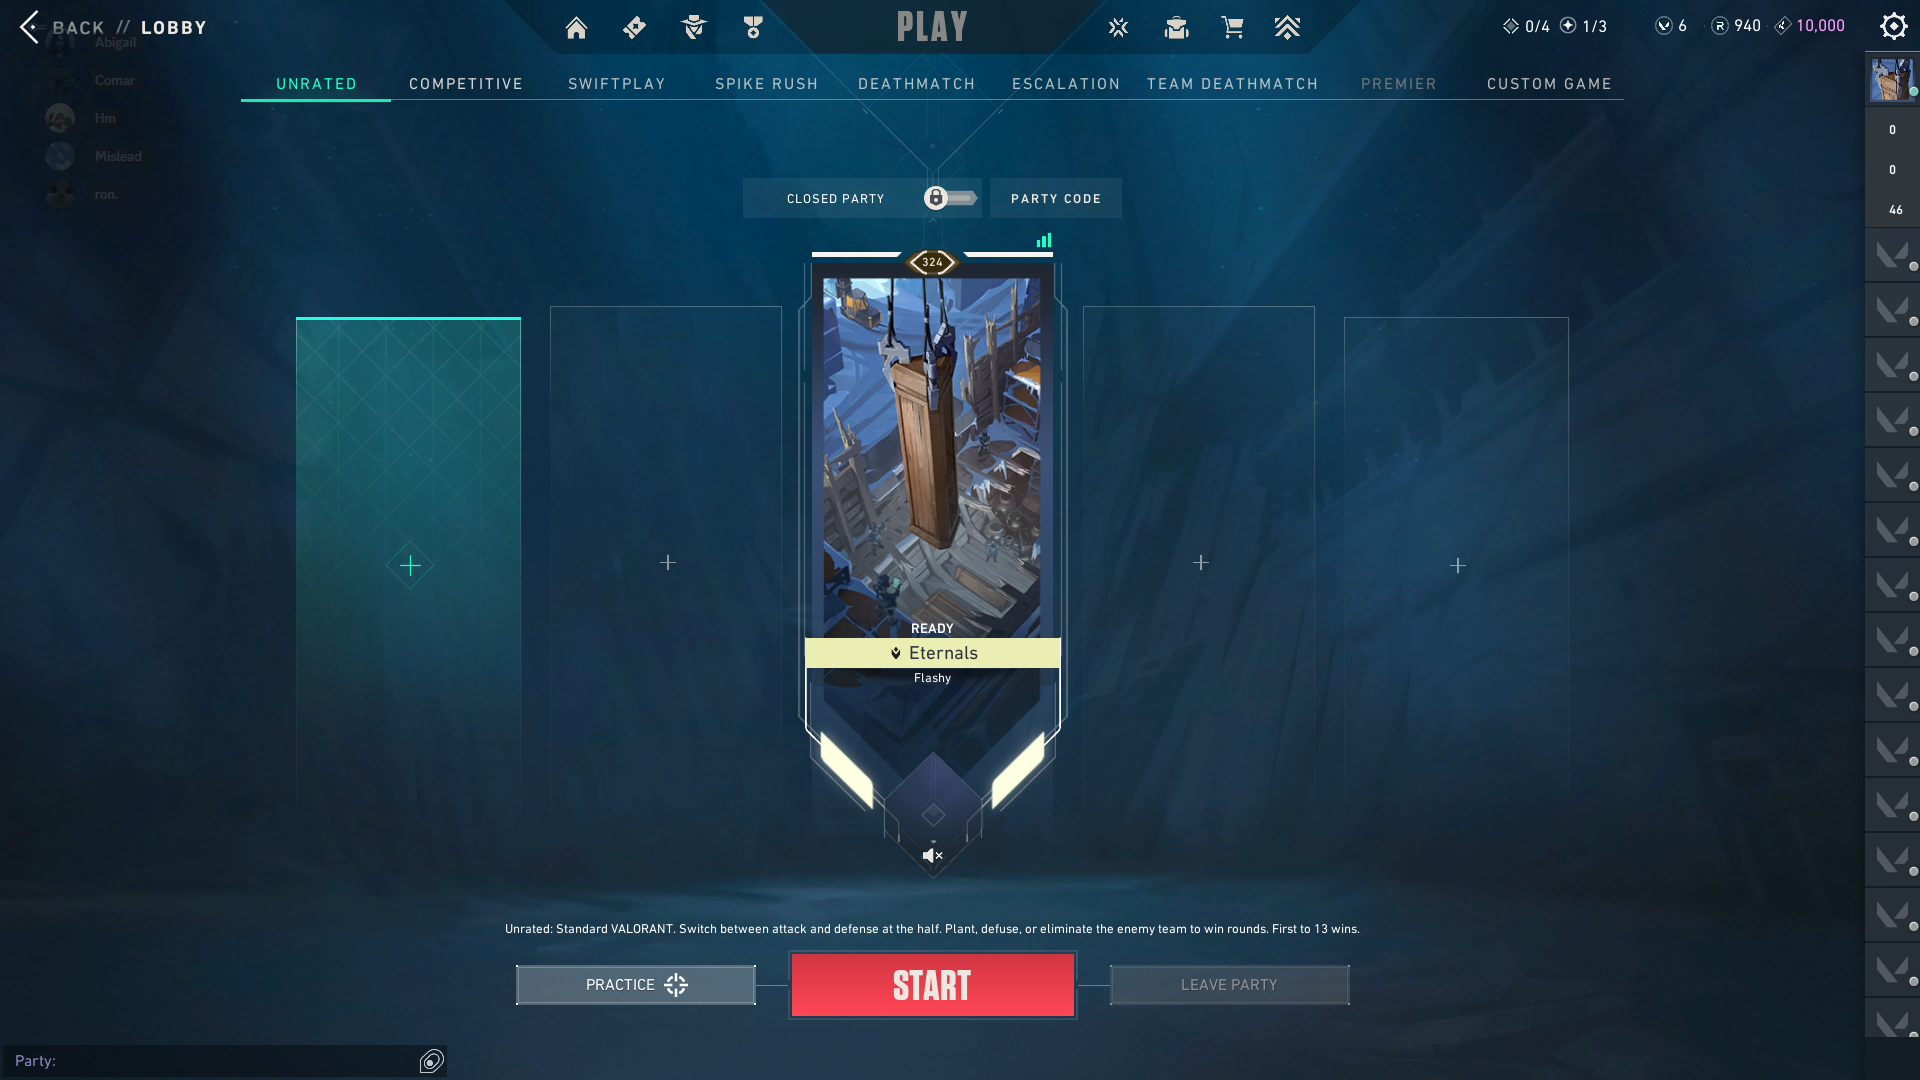 BACK // LOBBY
PLAY
0/4 1/3 6 940 10,000
Abigail
Comar
Hm
Mislead
ron.
UNRATED COMPETITIVE SWIFTPLAY SPIKE RUSH DEATHMATCH ESCALATION TEAM DEATHMATCH PREMIER CUSTOM GAME
0
0
46
CLOSED PARTY PARTY CODE
324
READY
Eternals
Flashy
Unrated: Standard VALORANT. Switch between attack and defense at the half. Plant, defuse, or eliminate the enemy team to win rounds. First to 13 wins.
PRACTICE START LEAVE PARTY
Party: